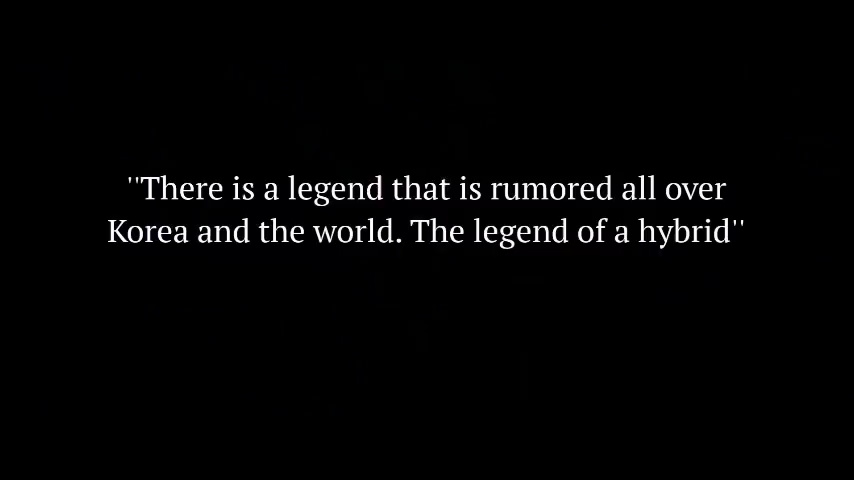 ''There is a legend that is rumored all over
Korea and the world. The legend of a hybrid''